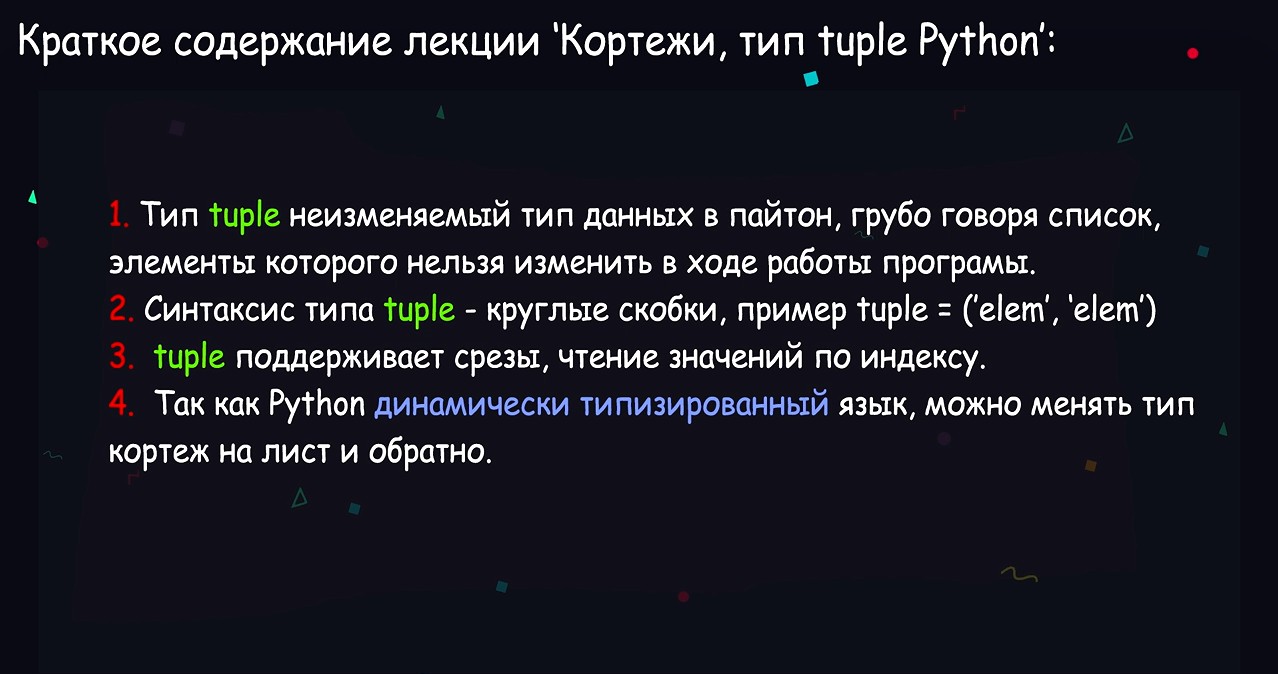 Краткое содержание лекции ‘Кортежи, тип tuple Python’:
1. Тип tuple неизменяемый тип данных в пайтон, грубо говоря список,
элементы которого нельзя изменить в ходе работы програмы.
2. Синтаксис типа tuple - круглые скобки, пример tuple = (’elem’, ‘elem’)
3. tuple поддерживает срезы, чтение значений по индексу.
4. Так как Python динамически типизированный язык, можно менять тип
кортеж на лист и обратно.